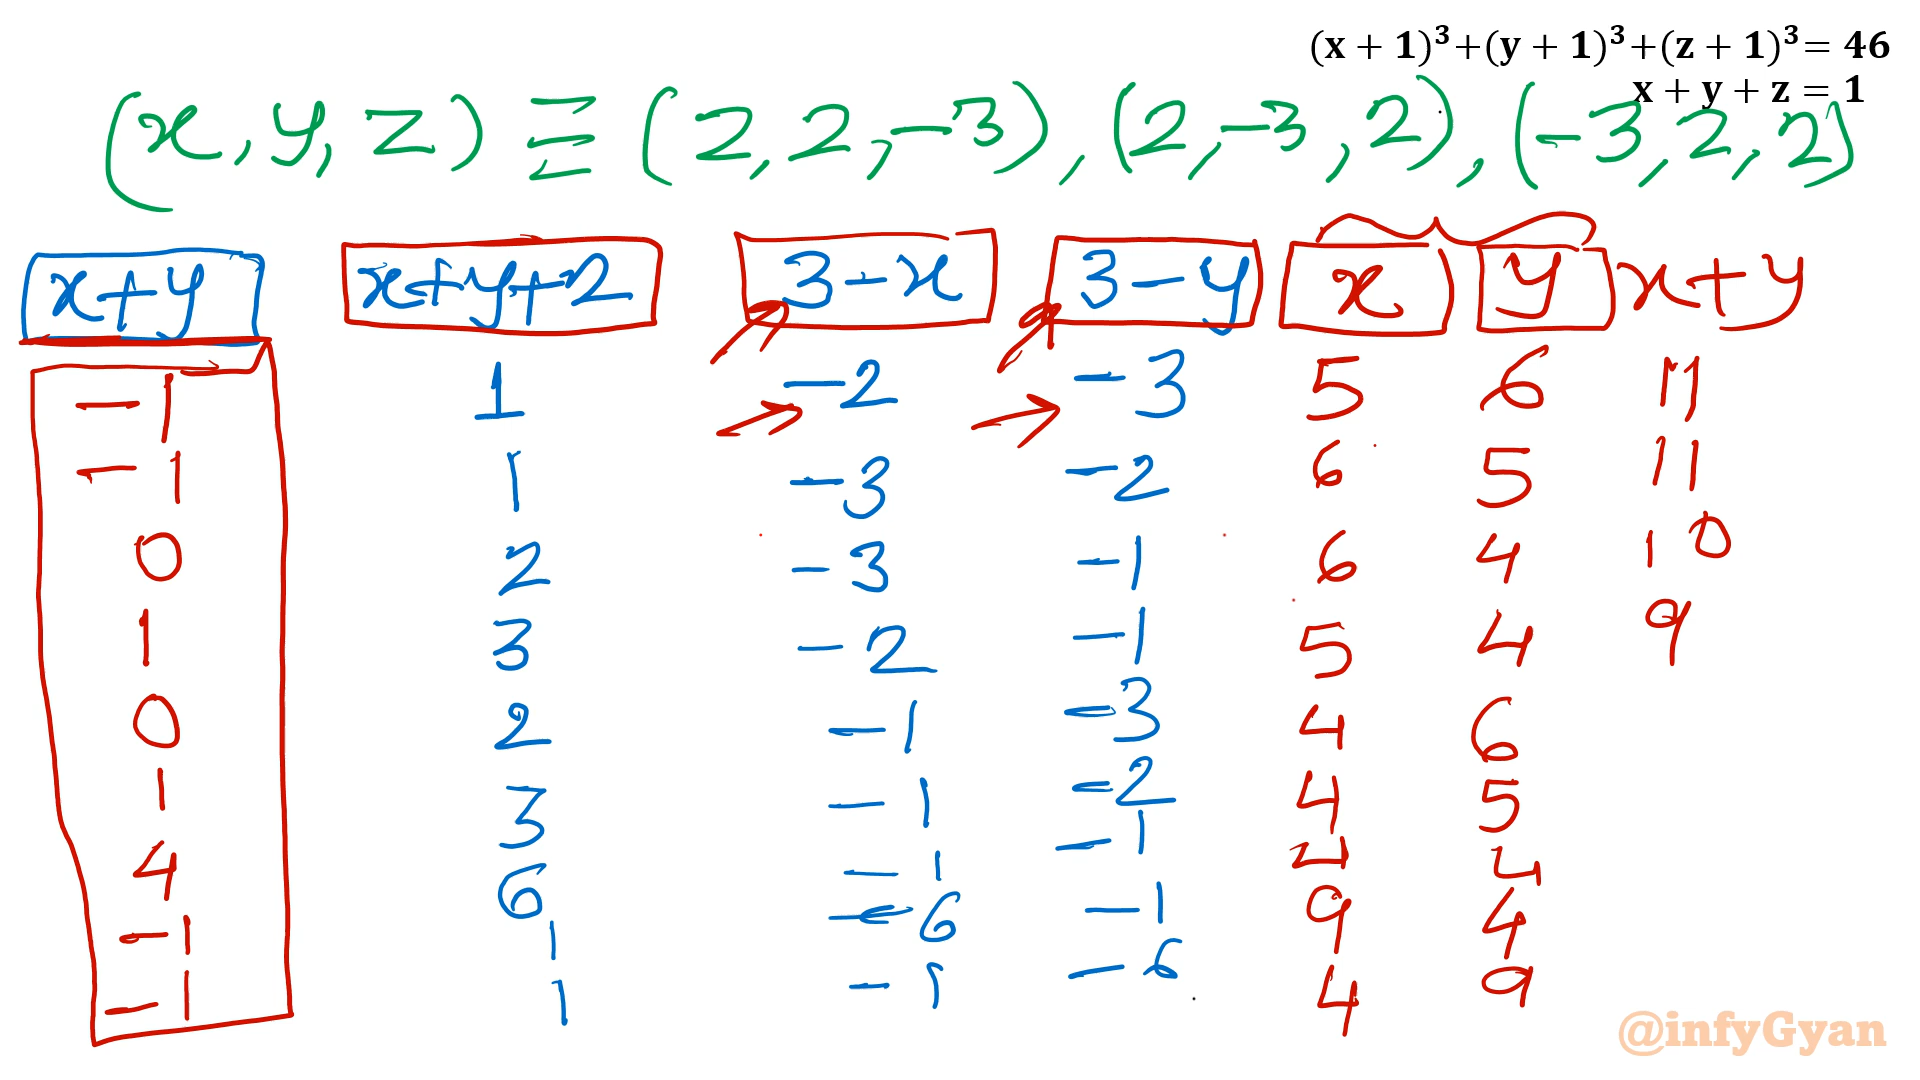 (x + 1)³+(y + 1)³+(z + 1)³= 46
x + y + z = 1
(x, y, z) ≡ (2, 2, -3), (2, -3, 2), (-3, 2, 2)
x+y x+y+2 3-x 3-y x y x+y
-1 1 -2 -3 5 6 11
-1 1 -3 -2 6 5 11
0 2 -3 -1 6 4 10
1 3 -2 -1 5 4 9
0 2 -1 -3 4 6
1 3 -1 -2 4 5
4 6 -1 -1 4 4
-1 1 -6 -1 9 4
-1 1 -1 -6 4 9
@infyGyan